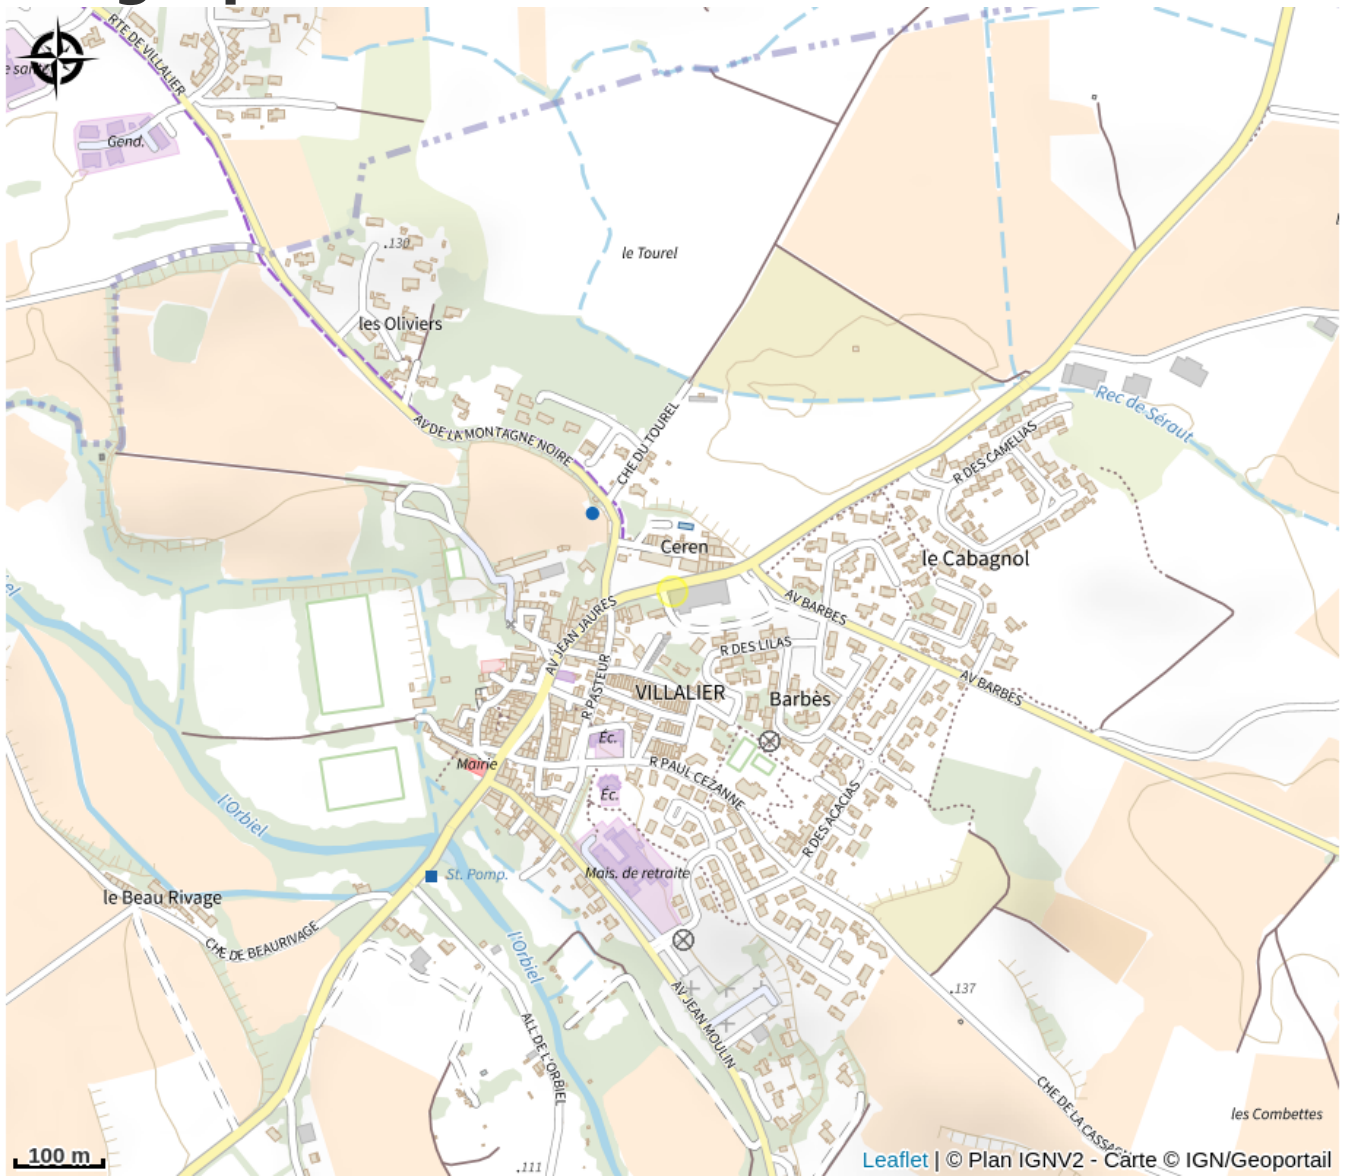 RTE DE VILLALIER
e santé
Gend.
.130
le Tourel
les Oliviers
Rec de Séraut
AV DE LA MONTAGNE NOIRE
CHE DU TOUREL
R DES CAMELIAS
Ceren
le Cabagnol
l'Orbiel
AV JEAN JAURES
AV BARBES
R DES LILAS
AV BARBES
R PASTEUR
VILLALIER
Barbès
Éc.
Mairie
R PAUL CEZANNE
Éc.
l'Orbiel
R DES ACACIAS
St. Pomp.
Mais. de retraite
le Beau Rivage
CHE DE BEAURIVAGE
l'Orbiel
AV JEAN MOULIN
.137
ALL DE L'ORBIEL
CHE DE LA CASSA
les Combettes
100 m
.111
Leaflet | © Plan IGNV2 - Carte © IGN/Geoportail